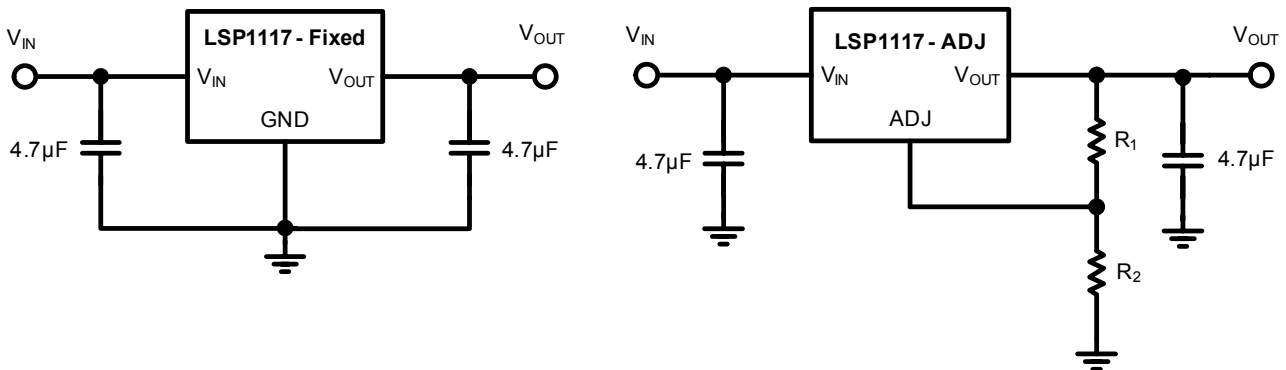 LSP1117 - Fixed
VIN
VOUT
VIN
VOUT
GND
4.7µF
4.7µF
LSP1117 - ADJ
VIN
VOUT
VIN
VOUT
ADJ
R1
4.7µF
4.7µF
R2